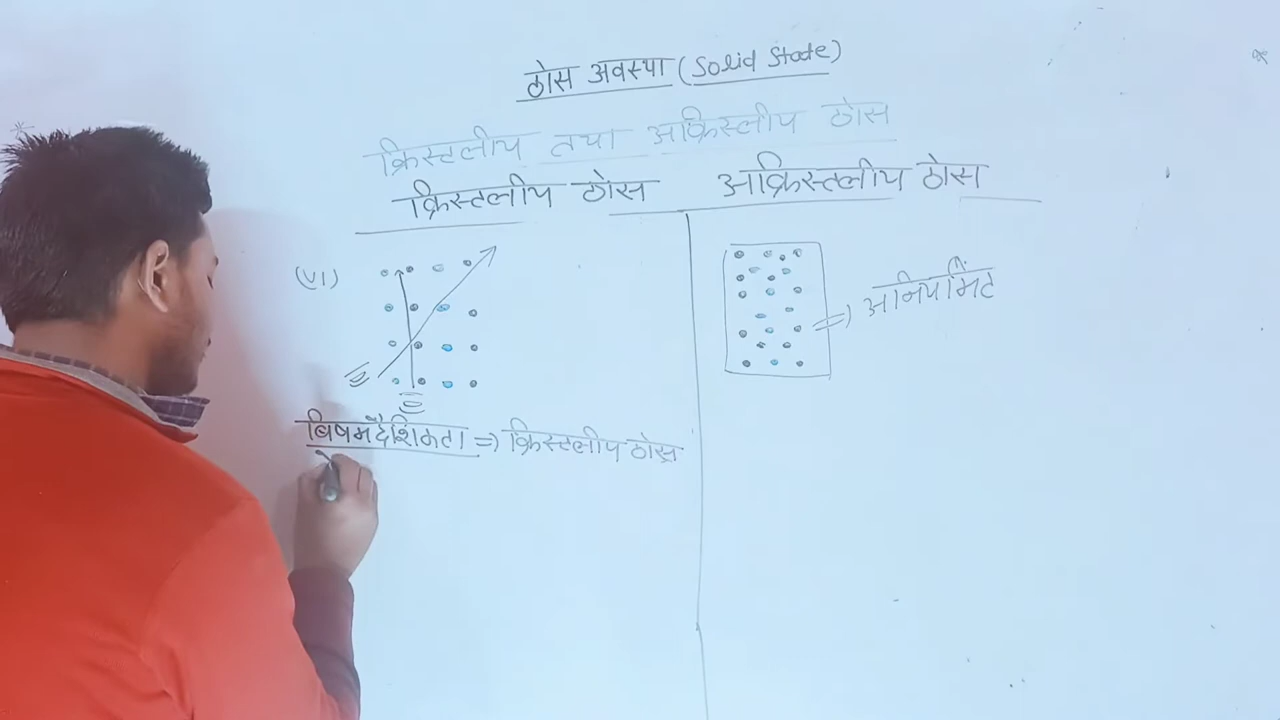 ठोस अवस्था (Solid State)
क्रिस्टलीय तथा अक्रिस्टलीय ठोस
क्रिस्टलीय ठोस
अक्रिस्टलीय ठोस
(VI)
=) अनियमित
बिषमदैशिकता =) क्रिस्टलीय ठोस